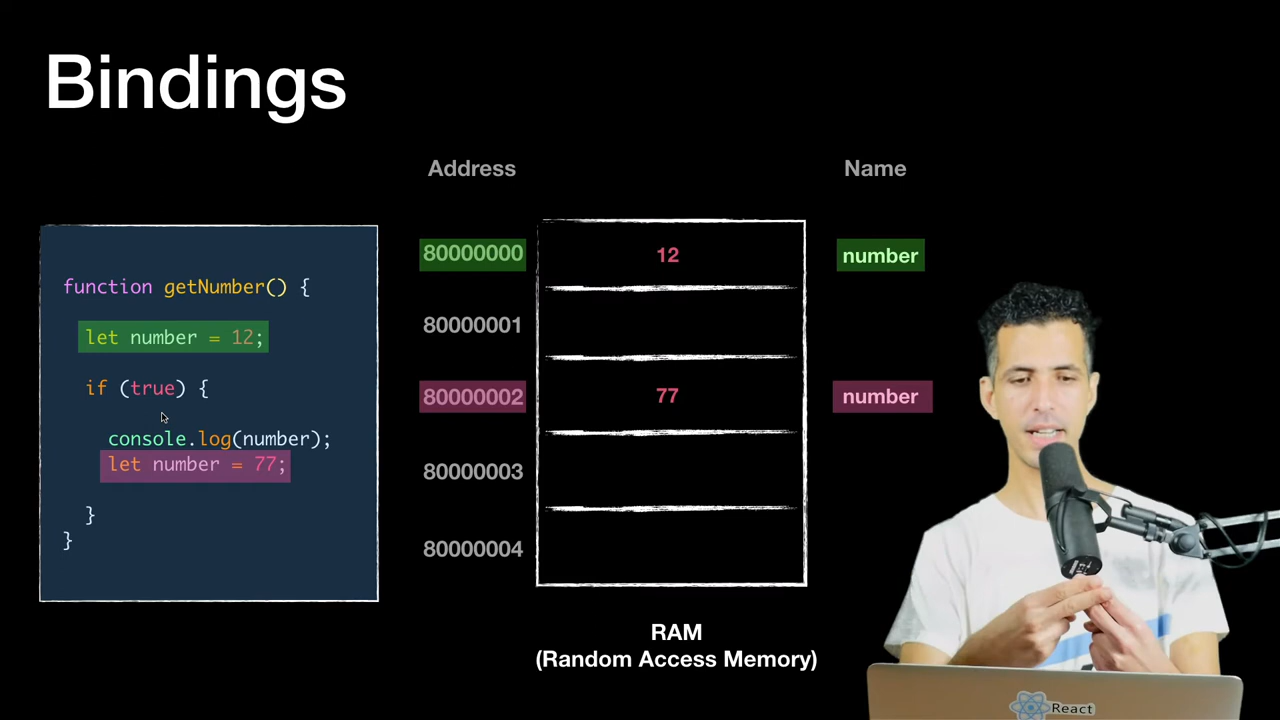 Bindings
Address
Name
function getNumber() {
let number = 12;
if (true) {
console.log(number);
let number = 77;
}
}
80000000
12
number
80000001
80000002
77
number
80000003
80000004
RAM
(Random Access Memory)
React